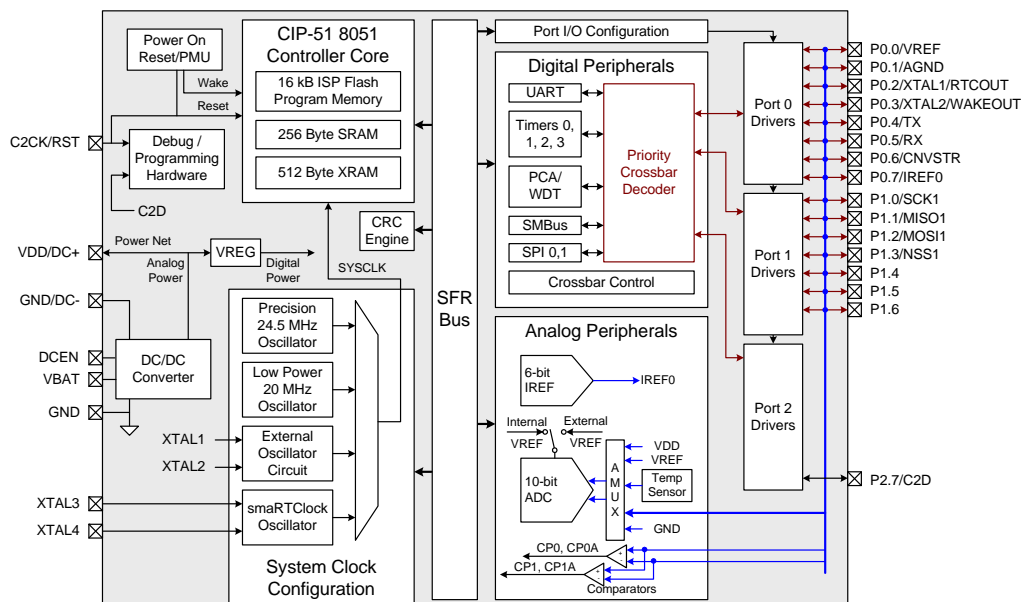 Power On
Reset/PMU
Wake
Reset
C2CK/RST
Debug /
Programming
Hardware
C2D
CIP-51 8051
Controller Core
16 kB ISP Flash
Program Memory
256 Byte SRAM
512 Byte XRAM
CRC
Engine
SYSCLK
VDD/DC+
Power Net
Analog
Power
VREG
Digital
Power
GND/DC-
DCEN
VBAT
GND
DC/DC
Converter
XTAL1
XTAL2
XTAL3
XTAL4
Precision
24.5 MHz
Oscillator
Low Power
20 MHz
Oscillator
External
Oscillator
Circuit
smaRTClock
Oscillator
System Clock
Configuration
SFR
Bus
Port I/O Configuration
Digital Peripherals
UART
Timers 0,
1, 2, 3
PCA/
WDT
SMBus
SPI 0,1
Priority
Crossbar
Decoder
Crossbar Control
Analog Peripherals
6-bit
IREF
IREF0
Internal
External
VREF
VREF
10-bit
ADC
A
M
U
X
VDD
VREF
Temp
Sensor
GND
CP0, CP0A
+
-
CP1, CP1A
+
-
Comparators
Port 0
Drivers
Port 1
Drivers
Port 2
Drivers
P0.0/VREF
P0.1/AGND
P0.2/XTAL1/RTCOUT
P0.3/XTAL2/WAKEOUT
P0.4/TX
P0.5/RX
P0.6/CNVSTR
P0.7/IREF0
P1.0/SCK1
P1.1/MISO1
P1.2/MOSI1
P1.3/NSS1
P1.4
P1.5
P1.6
P2.7/C2D